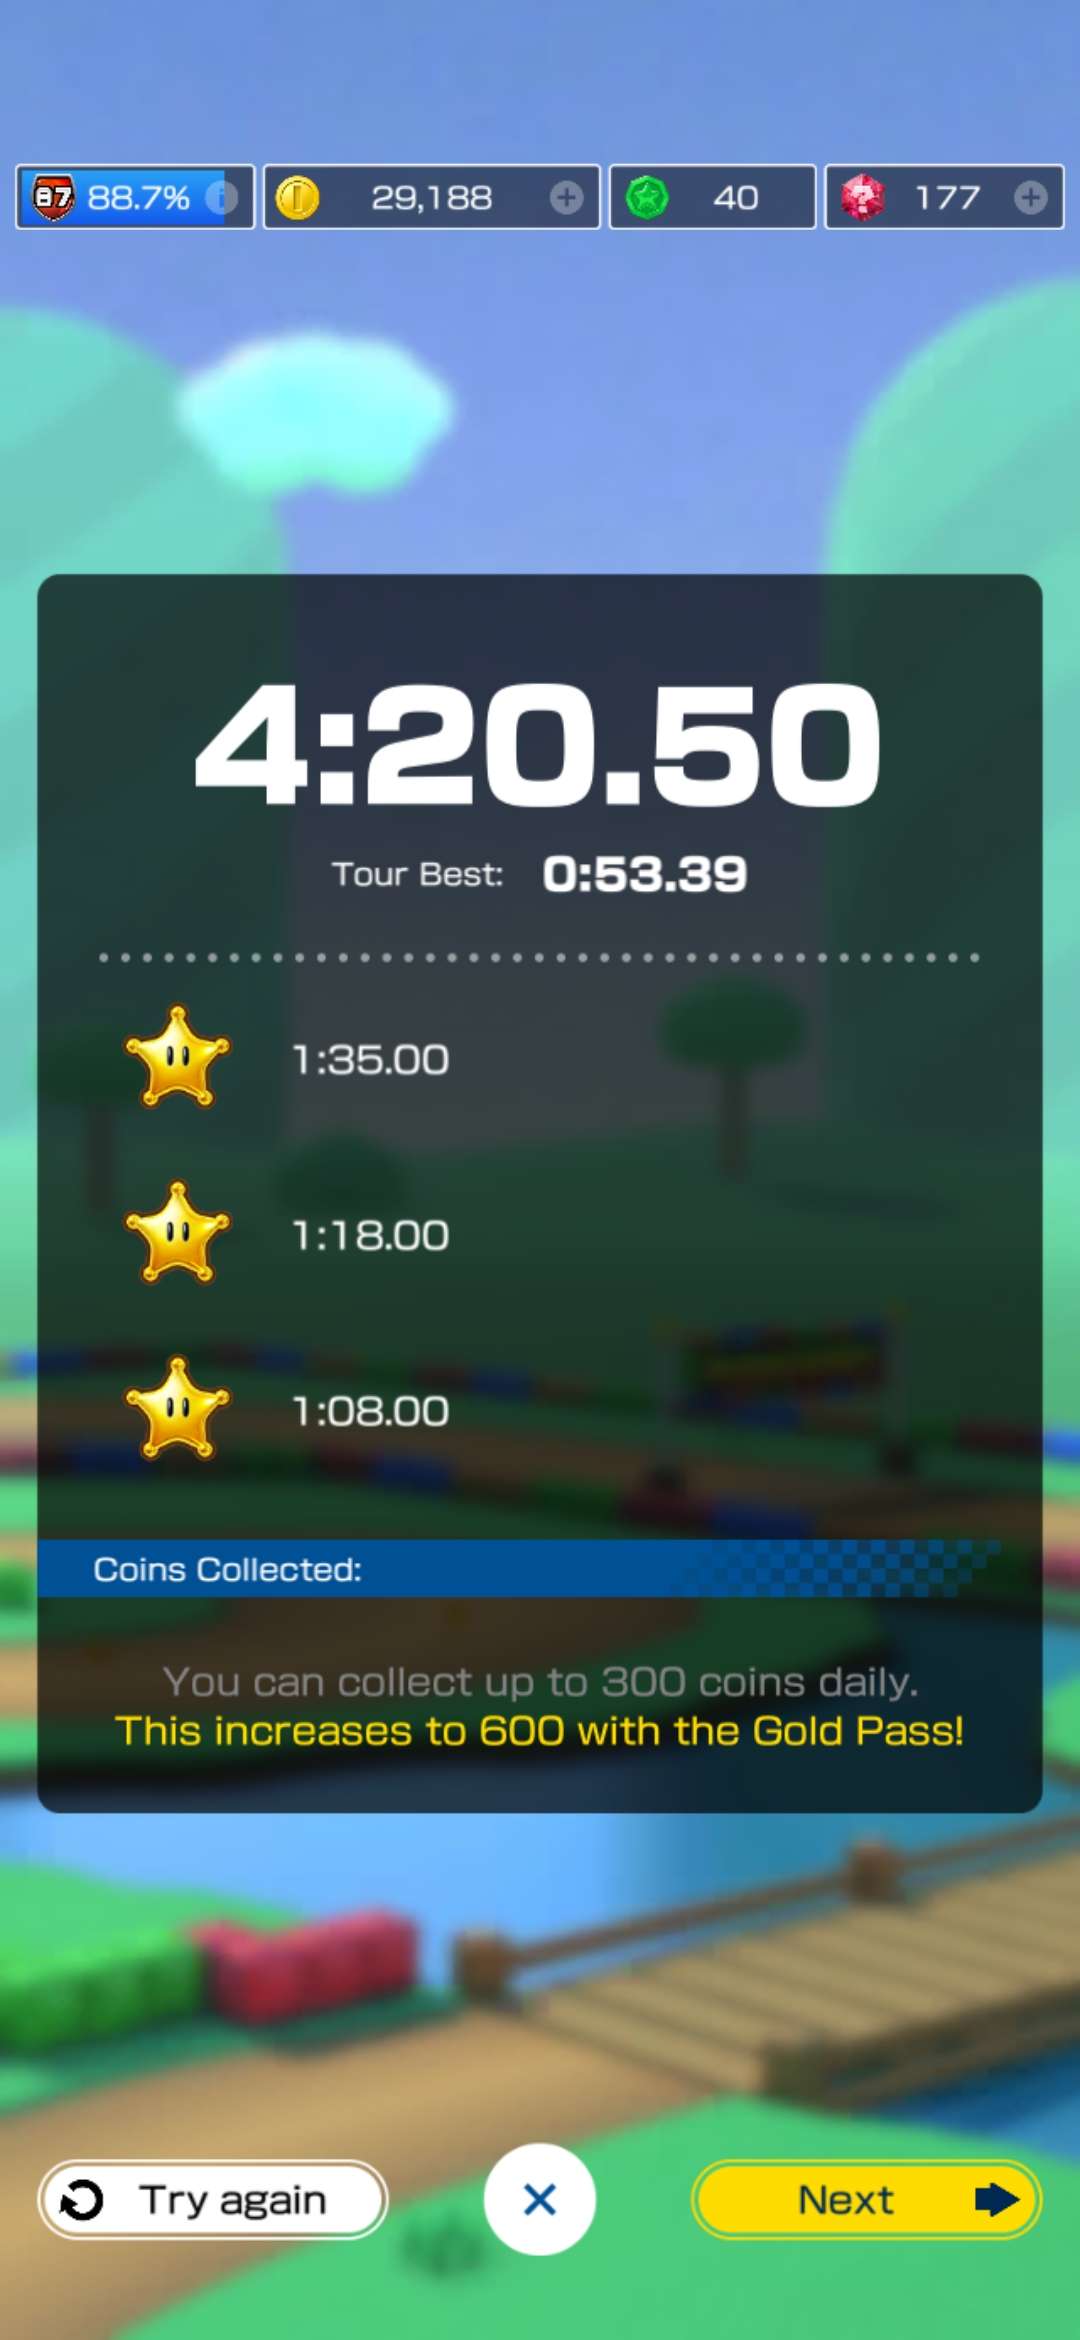 87 88.7% i 29,188 + 40 ? 177 +
4:20.50
Tour Best: 0:53.39
1:35.00
1:18.00
1:08.00
Coins Collected:
You can collect up to 300 coins daily.
This increases to 600 with the Gold Pass!
Try again × Next